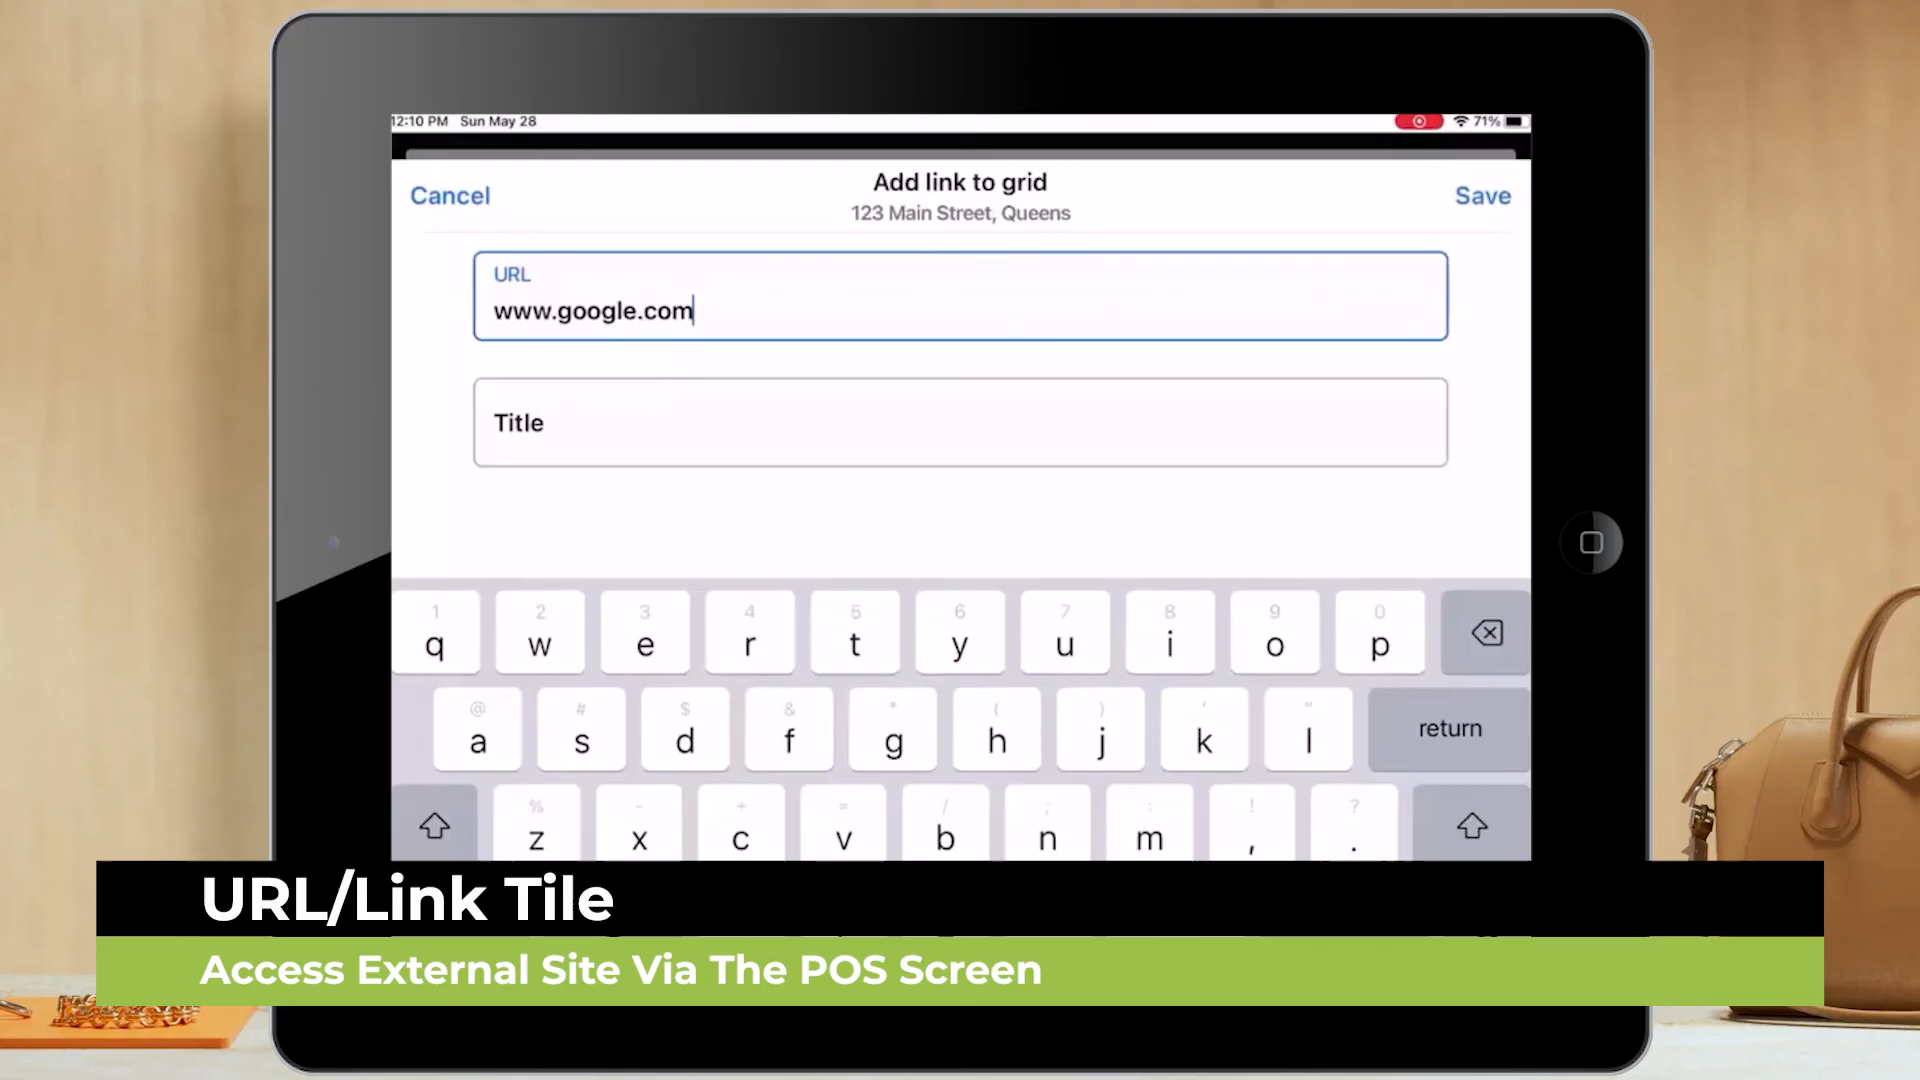 12:10 PM Sun May 28
71%
Cancel
Add link to grid
Save
123 Main Street, Queens
URL
www.google.com
Title
1 2 3 4 5 6 7 8 9 0
q w e r t y u i o p
@ # $ & * ( ) ' "
a s d f g h j k l return
% - + = / ; : ! ?
z x c v b n m , .
URL/Link Tile
Access External Site Via The POS Screen